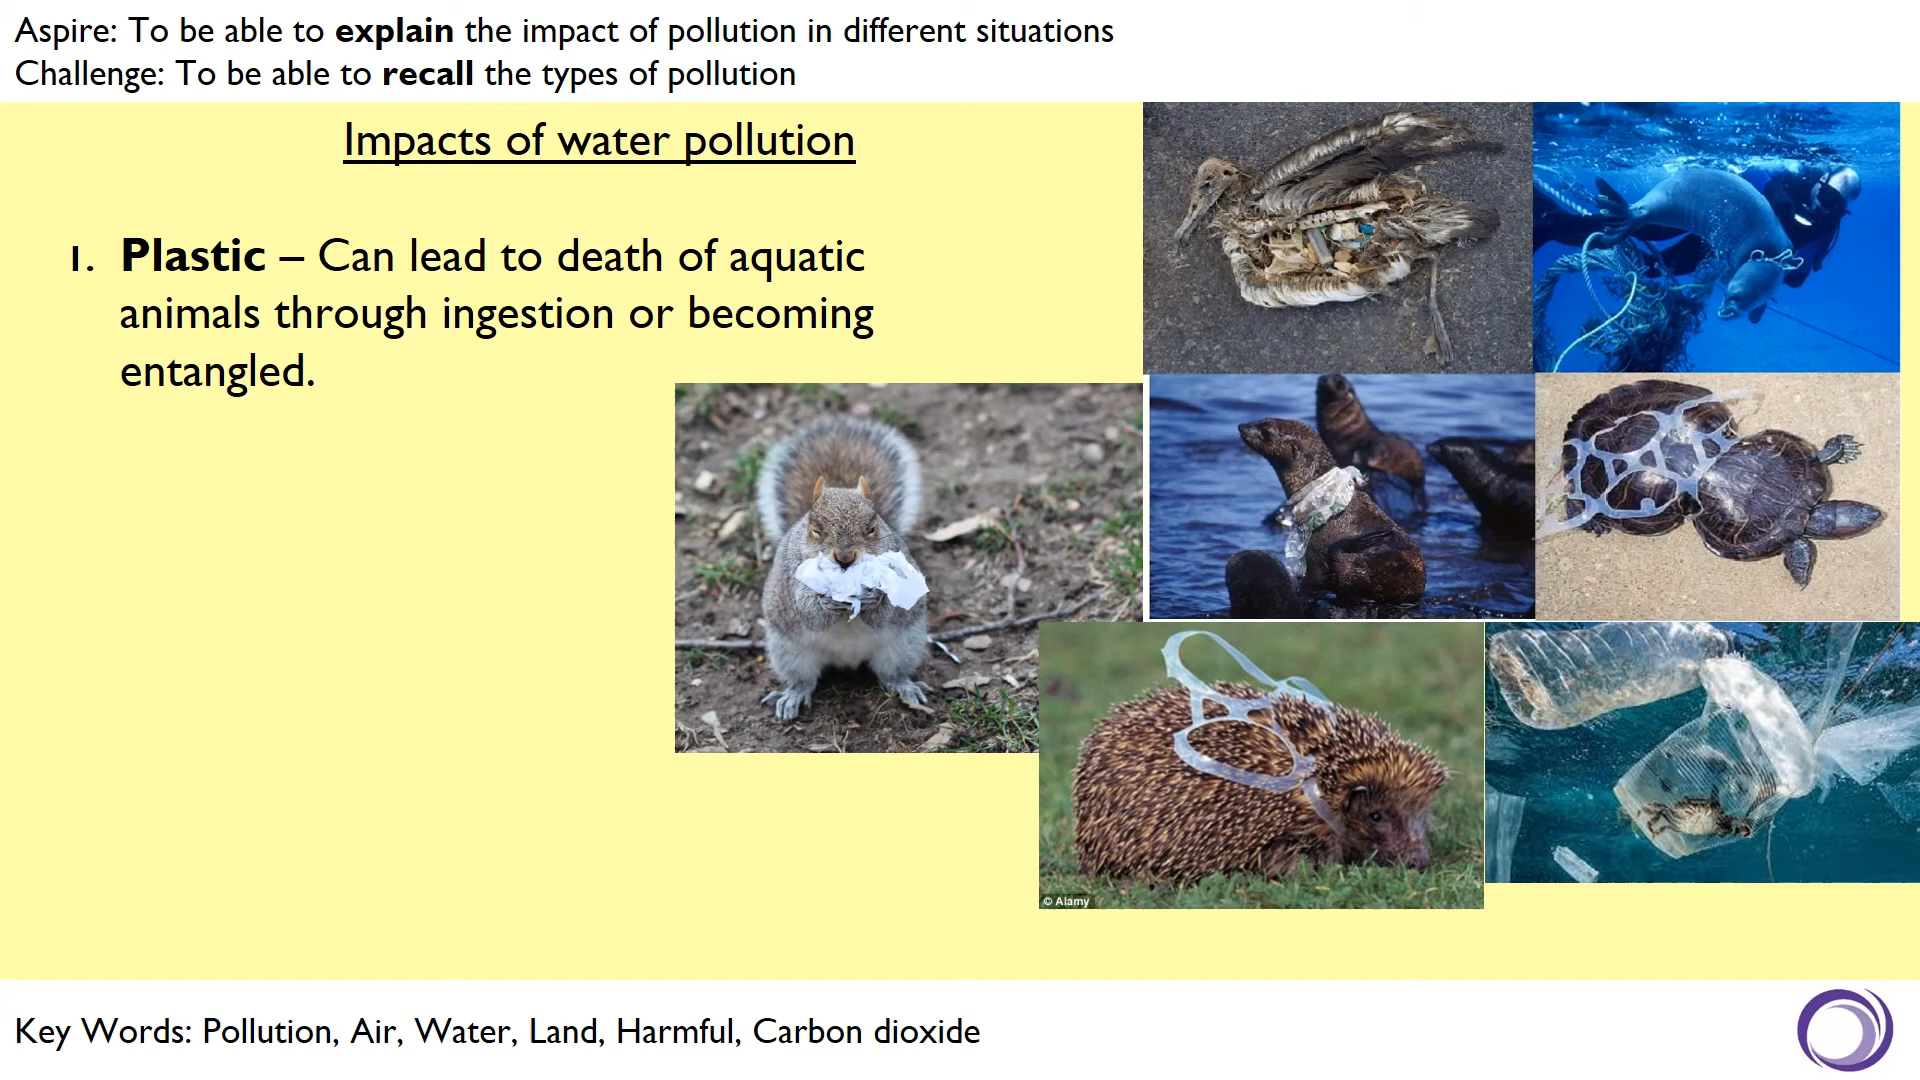 Aspire: To be able to explain the impact of pollution in different situations
Challenge: To be able to recall the types of pollution
Impacts of water pollution
1. Plastic – Can lead to death of aquatic
animals through ingestion or becoming
entangled.
© Alamy
Key Words: Pollution, Air, Water, Land, Harmful, Carbon dioxide